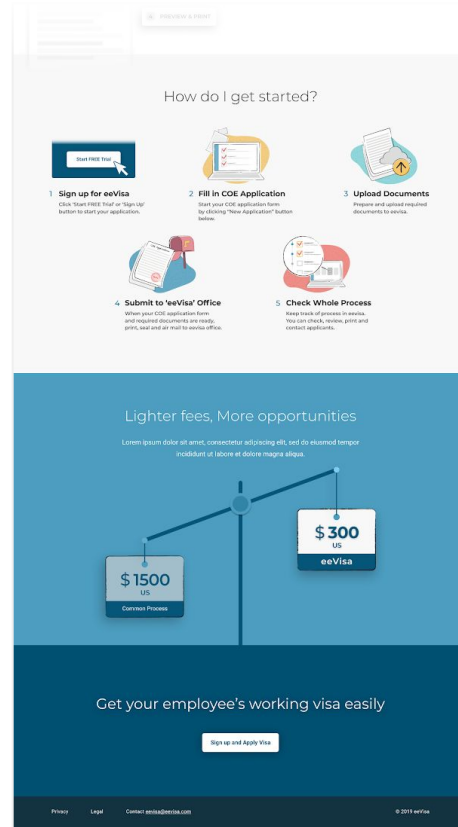 PREVIEW & PRINT
How do I get started?
Start FREE Trial
1 Sign up for eeVisa
Click 'Start FREE Trial' or 'Sign Up'
button to start your application.
2 Fill in COE Application
Start your COE application form
by clicking "New Application" button
below.
3 Upload Documents
Prepare and upload required
documents to eevisa.
4 Submit to 'eeVisa' Office
When your COE application form
and required documents are ready,
print, seal and air mail to eevisa office.
5 Check Whole Process
Keep track of process in eevisa.
You can check, review, print and
contact applicants.
Lighter fees, More opportunities
Lorem ipsum dolor sit amet, consectetur adipiscing elit, sed do eiusmod tempor
incididunt ut labore et dolore magna aliqua.
$ 300
US
eeVisa
$ 1500
US
Common Process
Get your employee's working visa easily
Sign up and Apply Visa
Privacy Legal Contact eevisa@eevisa.com © 2019 eeVisa